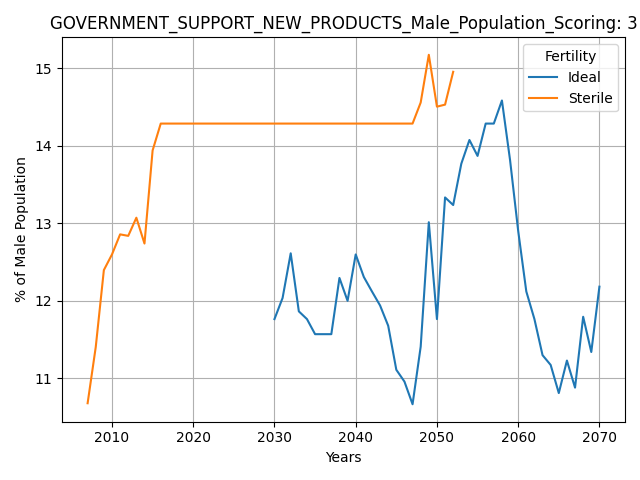 GOVERNMENT_SUPPORT_NEW_PRODUCTS_Male_Population_Scoring: 3
Fertility
Ideal
Sterile
% of Male Population
15
14
13
12
11
2010 2020 2030 2040 2050 2060 2070
Years